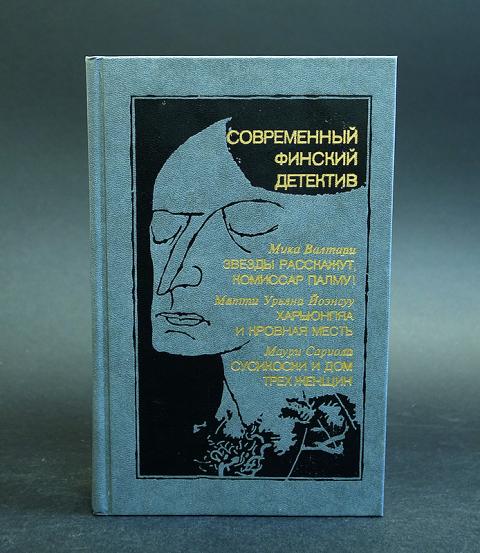 СОВРЕМЕННЫЙ
ФИНСКИЙ
ДЕТЕКТИВ
Мика Валтари
ЗВЕЗДЫ РАССКАЖУТ,
КОМИССАР ПАЛМУ!
Матти Урьяна Йоэнсуу
ХАРЬЮНПЯА
И КРОВНАЯ МЕСТЬ
Маури Сариола
СУСИКОСКИ И ДОМ
ТРЕХ ЖЕНЩИН